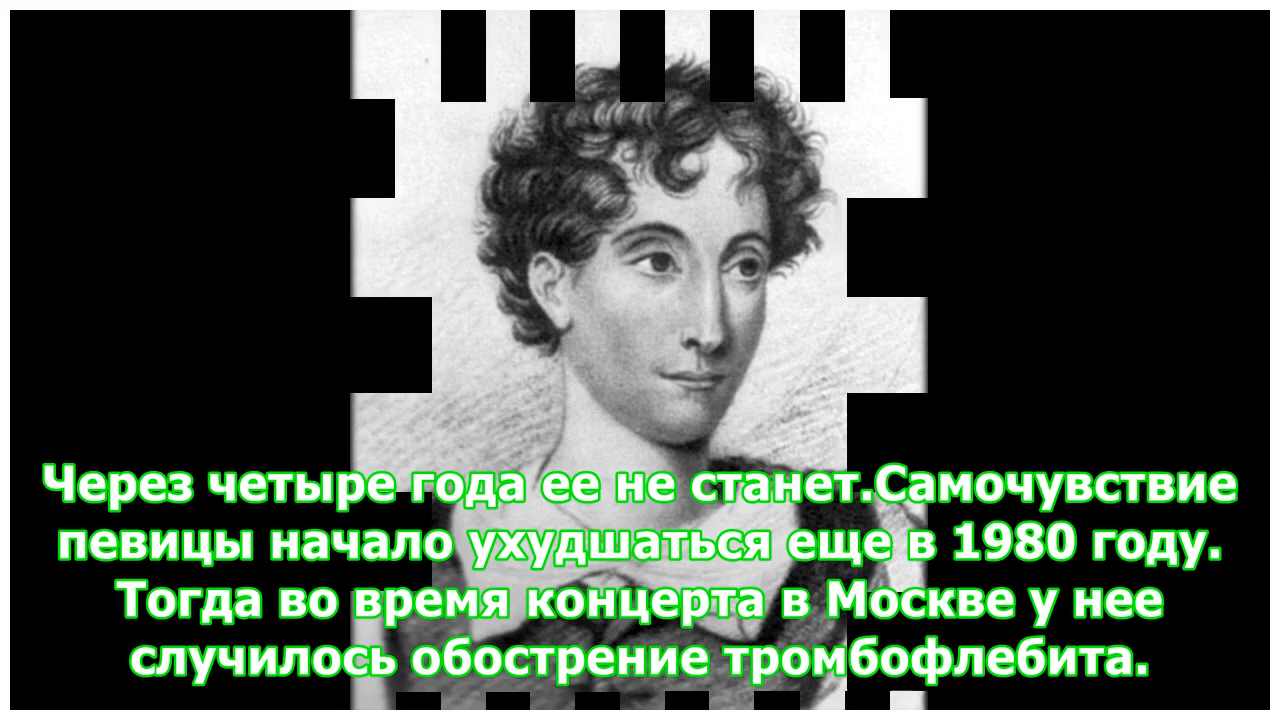 Через четыре года ее не станет.Самочувствие
певицы начало ухудшаться еще в 1980 году.
Тогда во время концерта в Москве у нее
случилось обострение тромбофлебита.